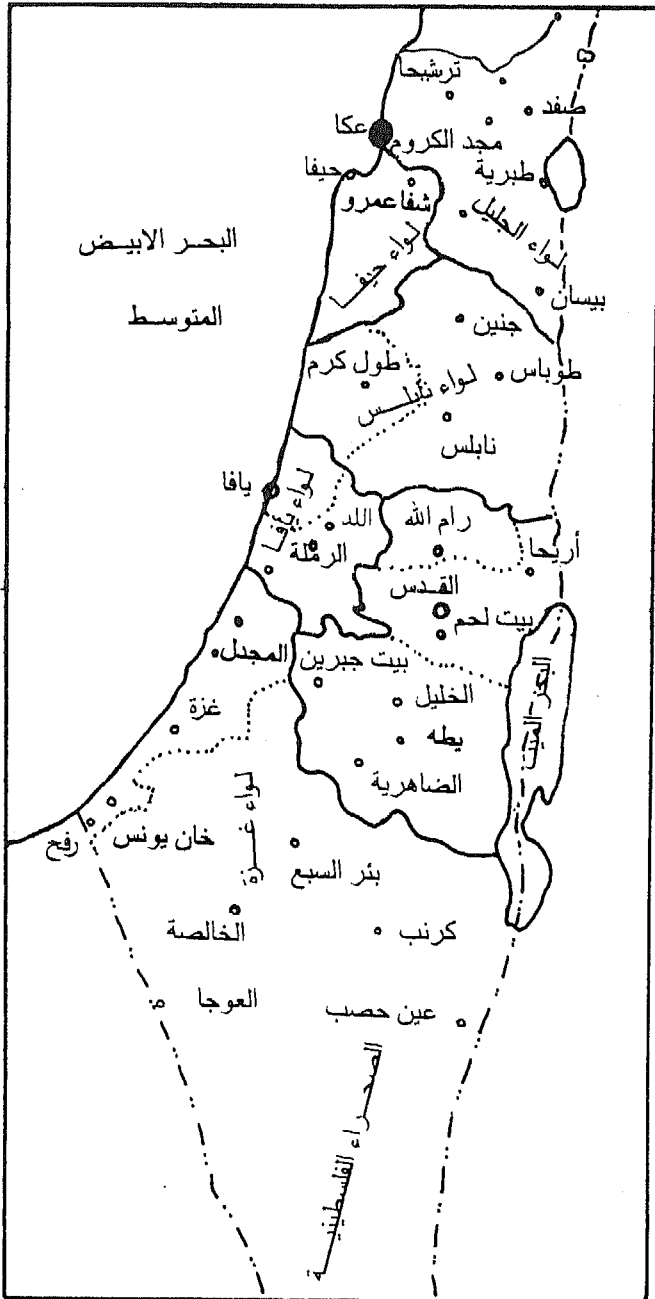 ترشيحا
صفد
عكا
مجد الكروم
حيفا
طبرية
شفا عمرو
لواء الجليل
لواء حيفا
البحر الابيض
المتوسط
بيسان
جنين
طول كرم
لواء نابلس
طوباس
نابلس
يافا
لواء يافا
اللد
رام الله
أريحا
الرملة
القدس
بيت لحم
البحر الميت
المجدل
بيت جبرين
الخليل
غزة
يطه
الضاهرية
لواء غزة
رفح
خان يونس
بئر السبع
الخالصة
كرنب
العوجا
عين حصب
الصحراء الفلسطينية